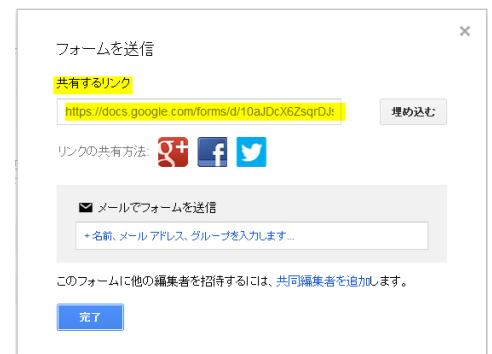 フォームを送信
共有するリンク
https://docs.google.com/forms/d/10aJDcX6ZsqrDJs
埋め込む
リンクの共有方法:
メールでフォームを送信
+ 名前、メール アドレス、グループを入力します...
このフォームに他の編集者を招待するには、共同編集者を追加します。
完了